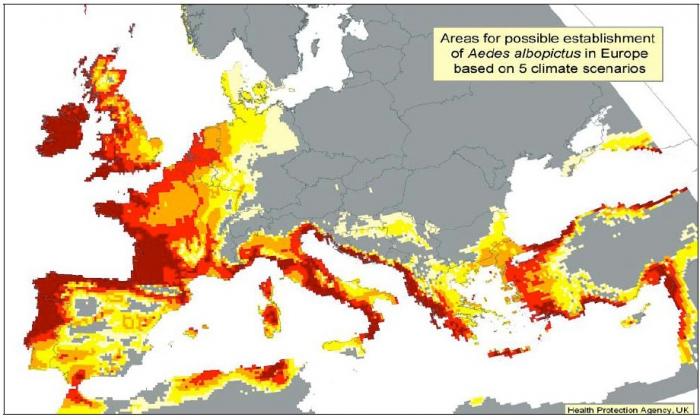 Areas for possible establishment
of Aedes albopictus in Europe
based on 5 climate scenarios
Health Protection Agency, UK